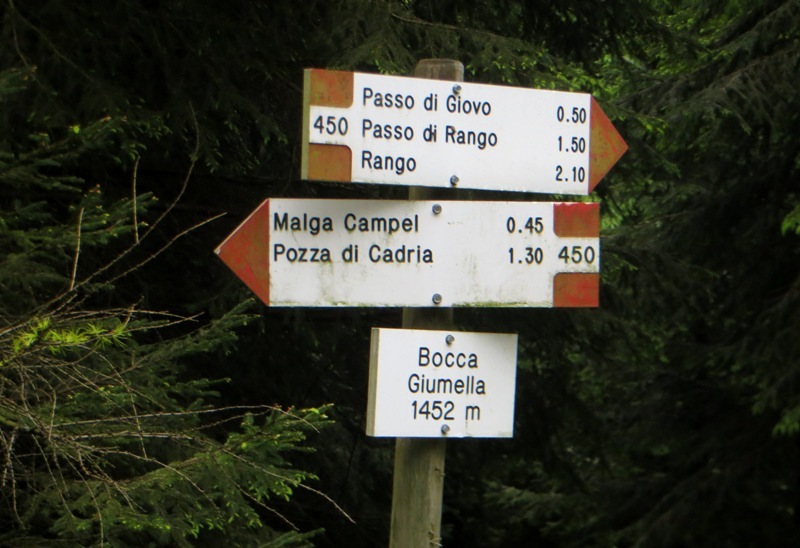 450 Passo di Giovo 0.50
Passo di Rango 1.50
Rango 2.10
Malga Campel 0.45
Pozza di Cadria 1.30 450
Bocca
Giumella
1452 m